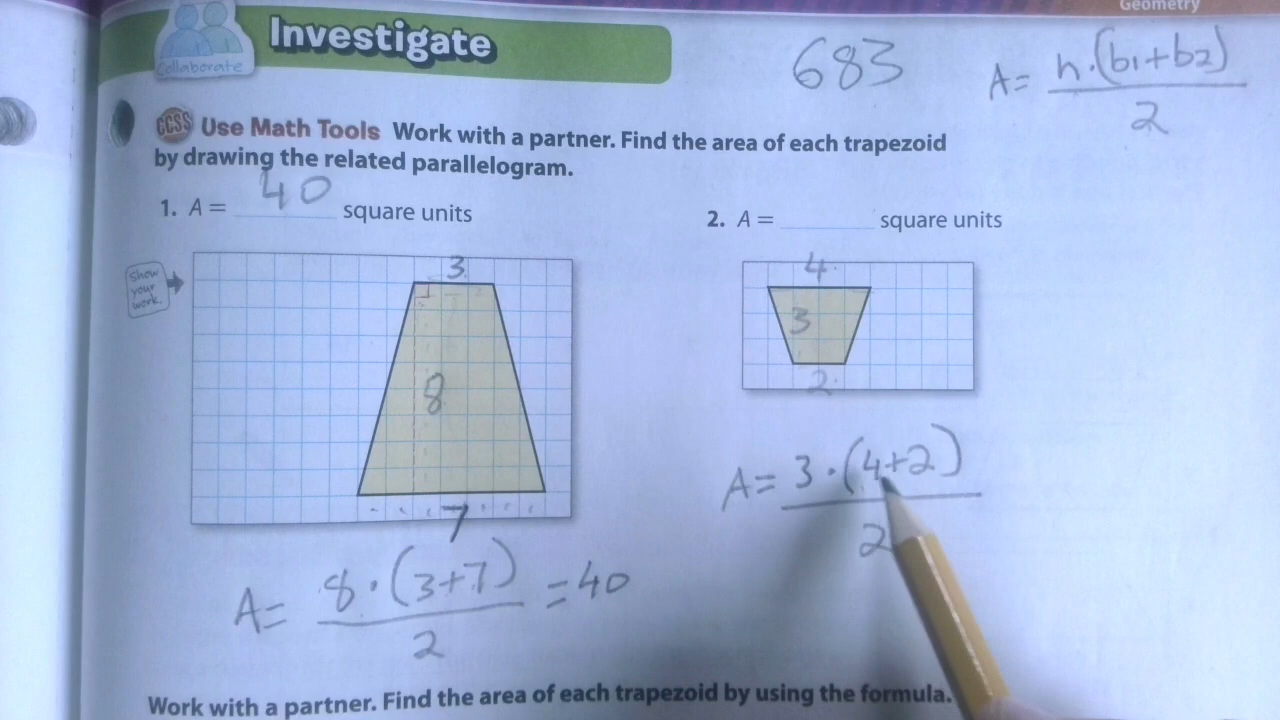 Geometry
Investigate
Collaborate
683
A = h·(b1+b2) / 2
CCSS Use Math Tools Work with a partner. Find the area of each trapezoid
by drawing the related parallelogram.
1. A = 40 square units
2. A = ______ square units
Show
your
work.
3
8
7
4
3
2
A = 8·(3+7) / 2 = 40
A = 3·(4+2) / 2
Work with a partner. Find the area of each trapezoid by using the formula.